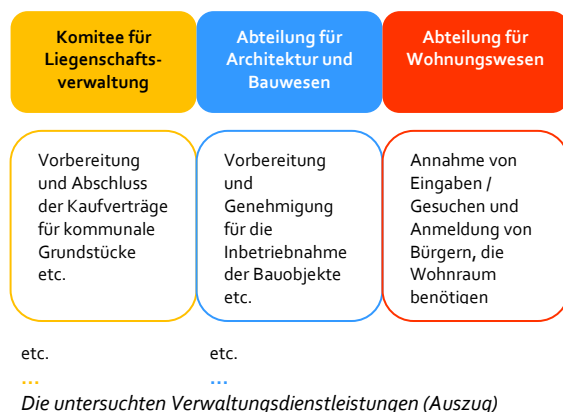 Komitee für
Liegenschafts-
verwaltung
Abteilung für
Architektur und
Bauwesen
Abteilung für
Wohnungswesen
Vorbereitung
und Abschluss
der Kaufverträge
für kommunale
Grundstücke
etc.
Vorbereitung
und
Genehmigung
für die
Inbetriebnahme
der Bauobjekte
etc.
Annahme von
Eingaben /
Gesuchen und
Anmeldung von
Bürgern, die
Wohnraum
benötigen
etc.
...
etc.
...
Die untersuchten Verwaltungsdienstleistungen (Auszug)